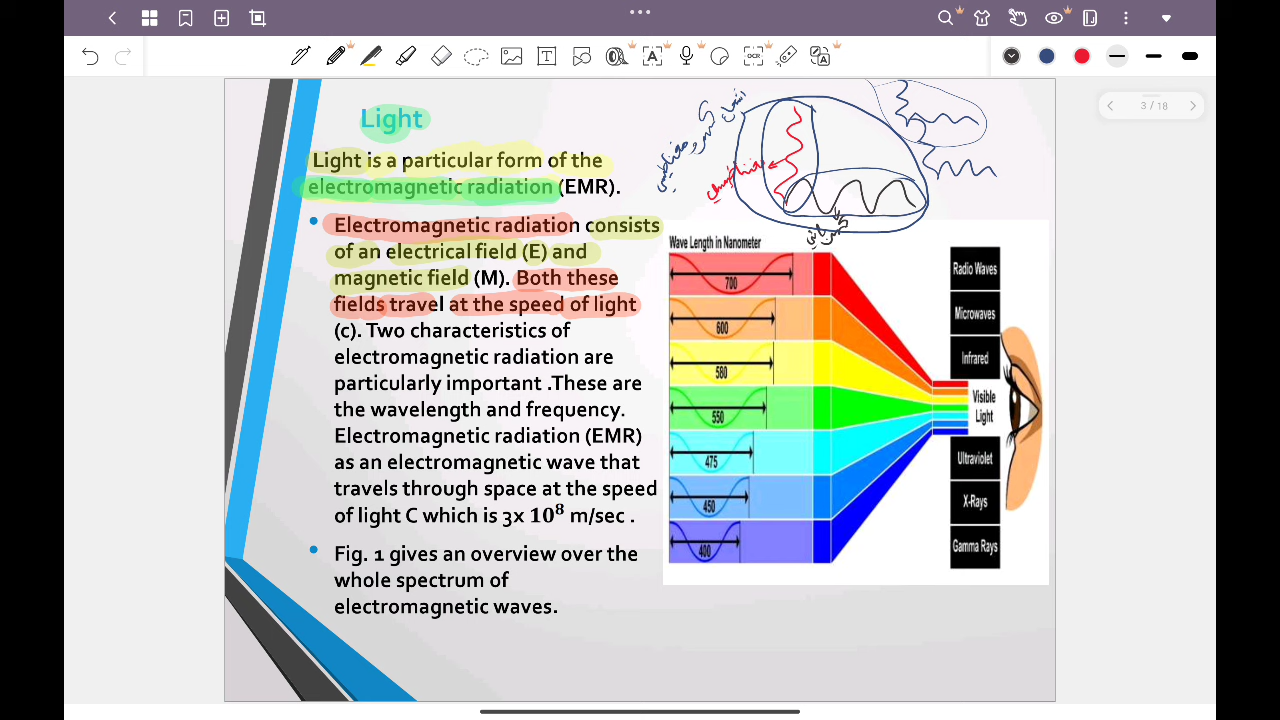 3 / 18
Light
Light is a particular form of the
electromagnetic radiation (EMR).
• Electromagnetic radiation consists
of an electrical field (E) and
magnetic field (M). Both these
fields travel at the speed of light
(c). Two characteristics of
electromagnetic radiation are
particularly important .These are
the wavelength and frequency.
Electromagnetic radiation (EMR)
as an electromagnetic wave that
travels through space at the speed
of light C which is 3x 10⁸ m/sec .
• Fig. 1 gives an overview over the
whole spectrum of
electromagnetic waves.
Wave Length in Nanometer
700
600
580
550
475
450
400
Radio Waves
Microwaves
Infrared
Visible
Light
Ultraviolet
X-Rays
Gamma Rays